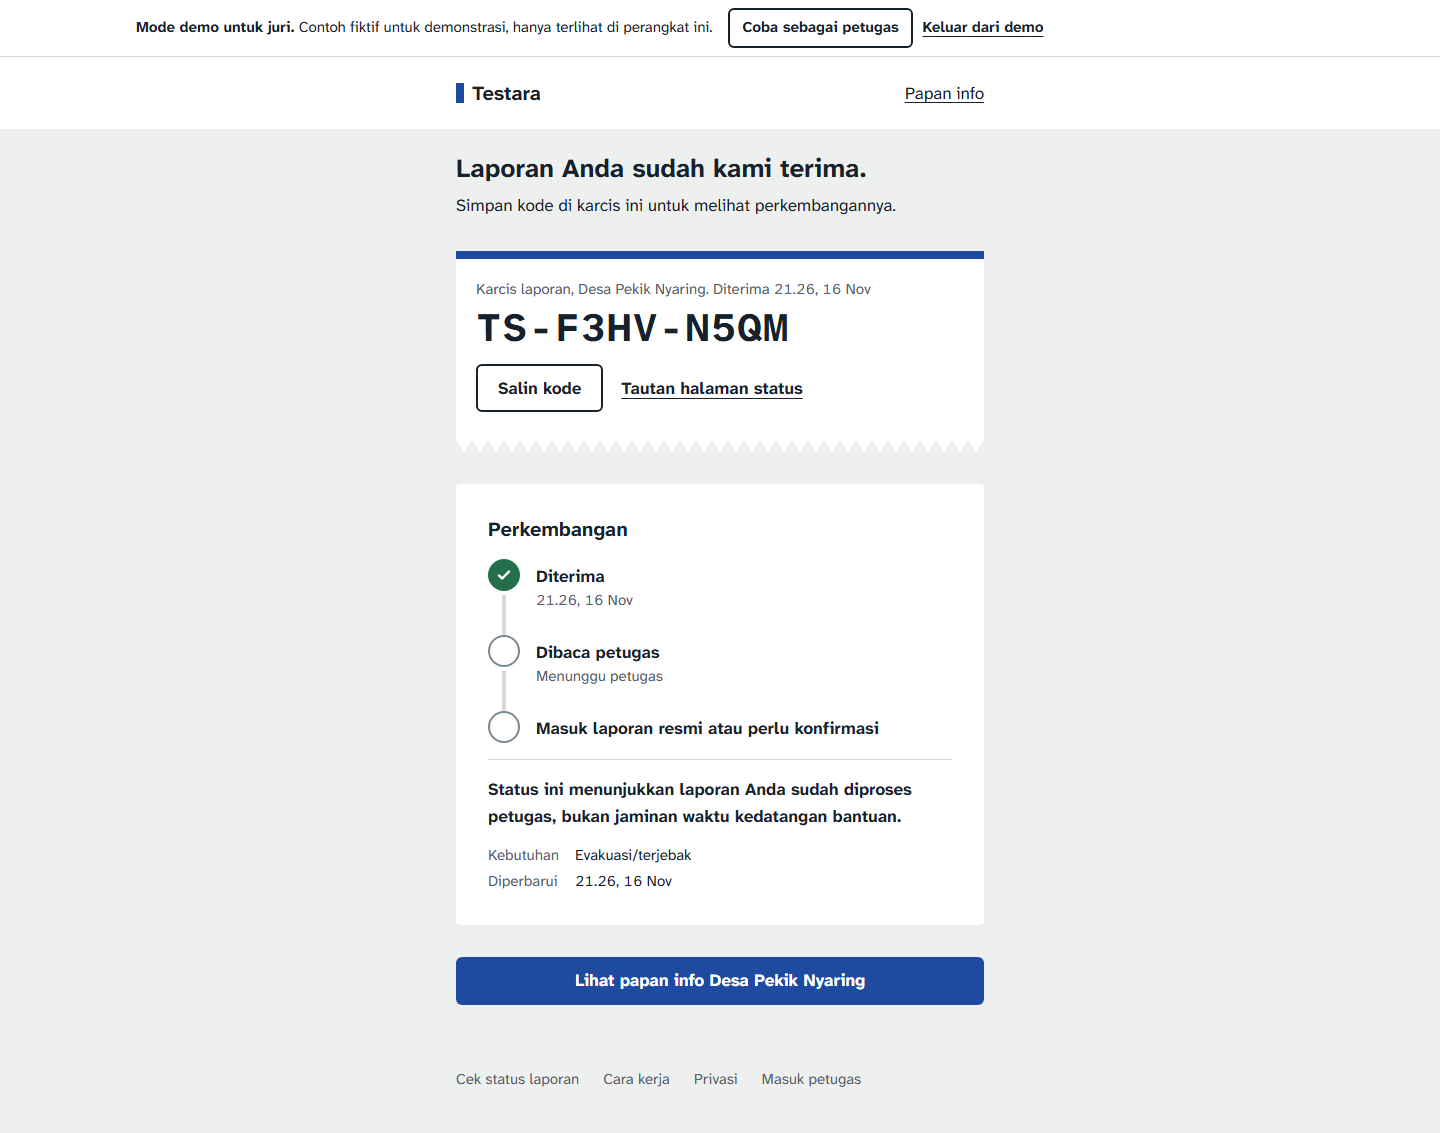 Mode demo untuk juri. Contoh fiktif untuk demonstrasi, hanya terlihat di perangkat ini. Coba sebagai petugas Keluar dari demo
Testara Papan info
Laporan Anda sudah kami terima.
Simpan kode di karcis ini untuk melihat perkembangannya.
Karcis laporan, Desa Pekik Nyaring. Diterima 21.26, 16 Nov
TS-F3HV-N5QM
Salin kode Tautan halaman status
Perkembangan
Diterima
21.26, 16 Nov
Dibaca petugas
Menunggu petugas
Masuk laporan resmi atau perlu konfirmasi
Status ini menunjukkan laporan Anda sudah diproses
petugas, bukan jaminan waktu kedatangan bantuan.
Kebutuhan Evakuasi/terjebak
Diperbarui 21.26, 16 Nov
Lihat papan info Desa Pekik Nyaring
Cek status laporan Cara kerja Privasi Masuk petugas